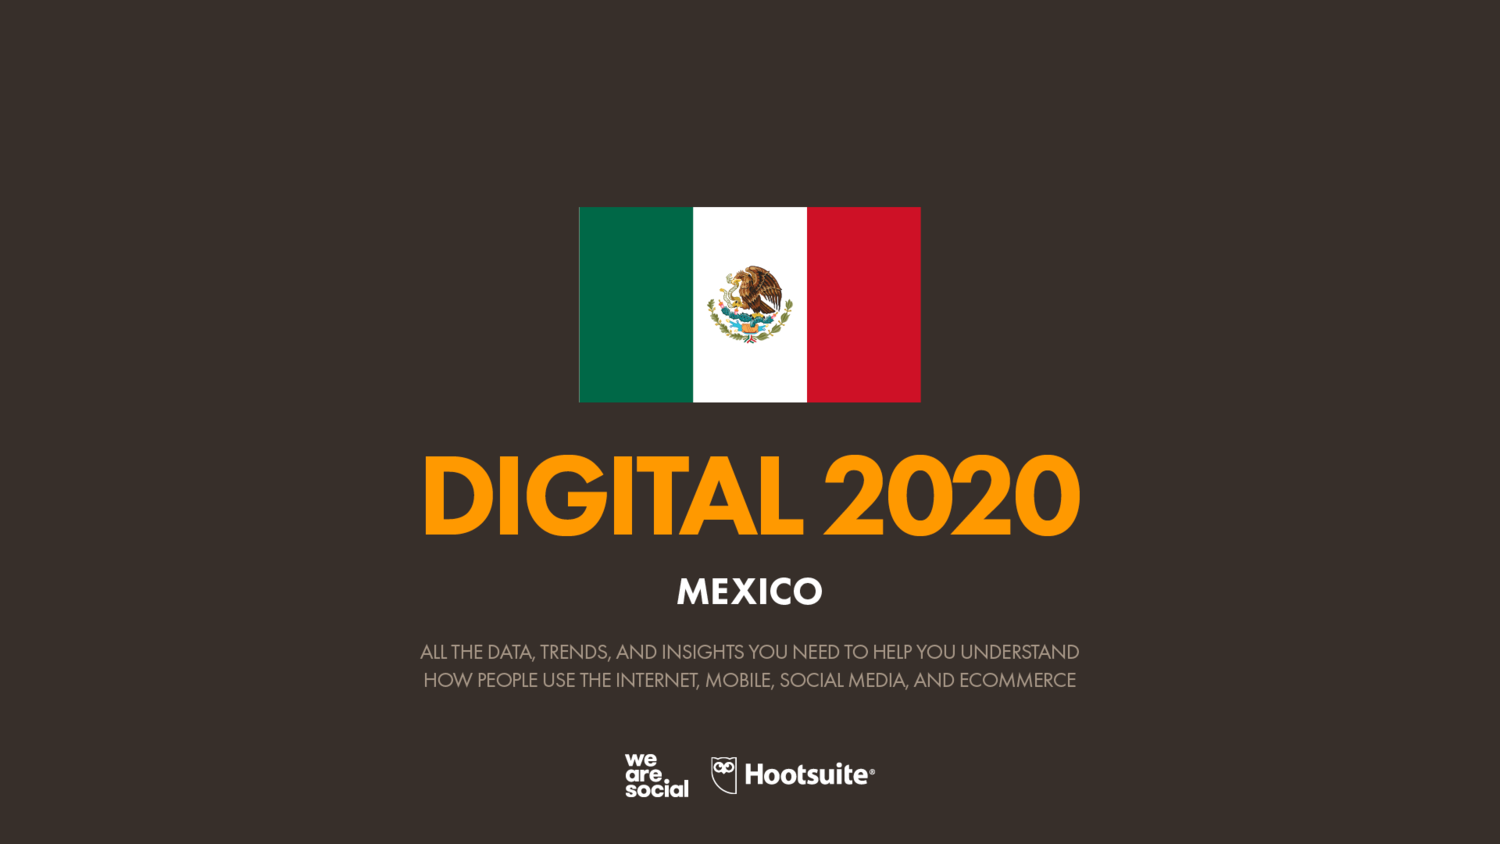 DIGITAL 2020
MEXICO
ALL THE DATA, TRENDS, AND INSIGHTS YOU NEED TO HELP YOU UNDERSTAND
HOW PEOPLE USE THE INTERNET, MOBILE, SOCIAL MEDIA, AND ECOMMERCE
we
are
social
Hootsuite®